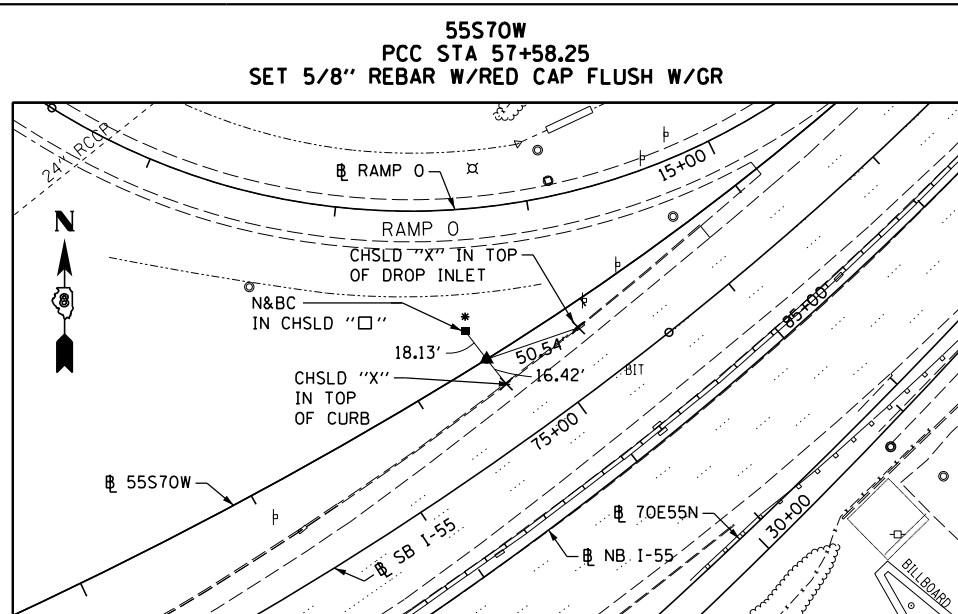 55S70W
PCC STA 57+58.25
SET 5/8" REBAR W/RED CAP FLUSH W/GR
24" RCCP
℄ RAMP O
15+00
RAMP O
N
8
CHSLD "X" IN TOP
OF DROP INLET
N&BC
IN CHSLD "□"
18.13'
50.54'
16.42'
85+00
BIT
CHSLD "X"
IN TOP
OF CURB
75+00
℄ 55S70W
℄ SB I-55
℄ 70E55N
℄ NB I-55
30+00
BILLBOARD